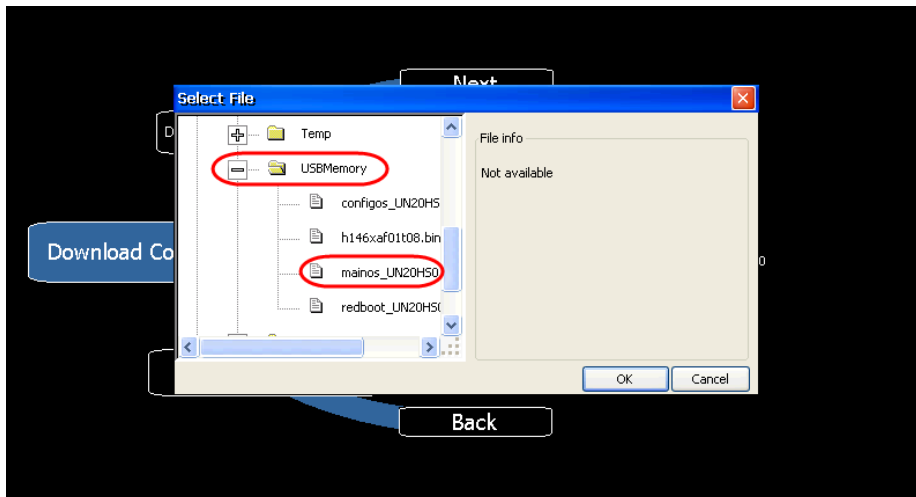 Next
Select File
D
Temp
File info
USBMemory
Not available
configos_UN20HS
h146xaf01t08.bin
Download Co
mainos_UN20HS0
0
redboot_UN20HS0
OK
Cancel
Back